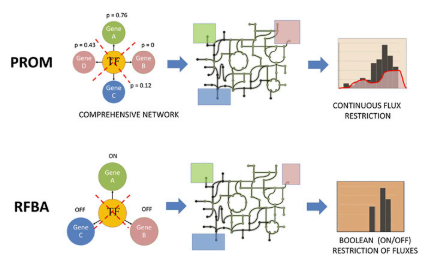 PROM
p = 0.76
Gene
A
p = 0.43
p = 0
Gene
D
TF
Gene
B
Gene
C
p = 0.12
COMPREHENSIVE NETWORK
CONTINUOUS FLUX
RESTRICTION
RFBA
ON
Gene
A
OFF
OFF
TF
Gene
C
Gene
B
BOOLEAN (ON/OFF)
RESTRICTION OF FLUXES